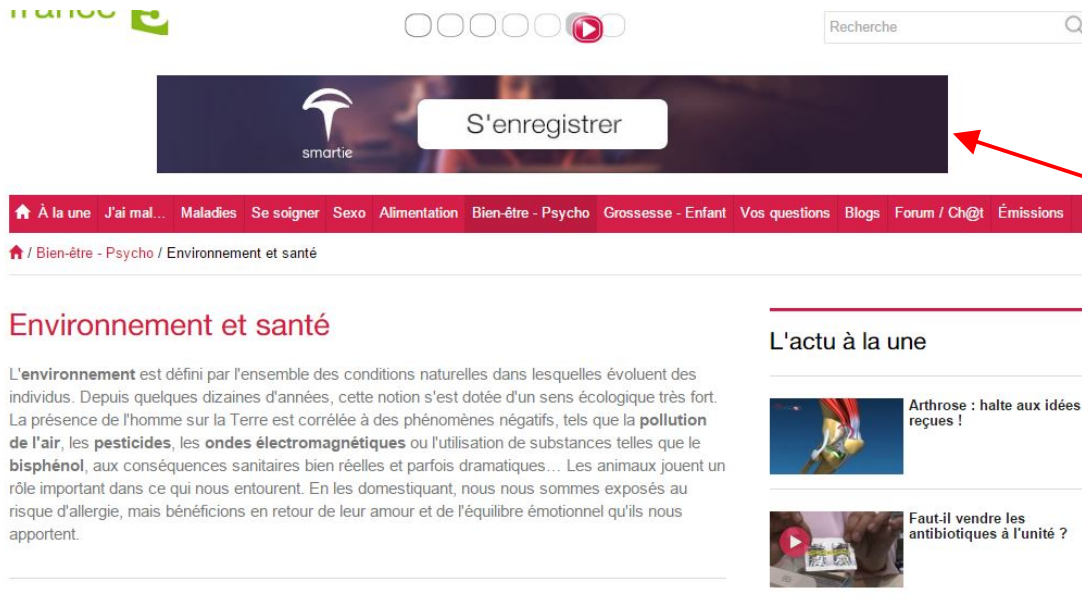 france 5
Recherche
S'enregistrer
smartie
À la une J'ai mal... Maladies Se soigner Sexo Alimentation Bien-être - Psycho Grossesse - Enfant Vos questions Blogs Forum / Ch@t Émissions
/ Bien-être - Psycho / Environnement et santé
Environnement et santé
L'environnement est défini par l'ensemble des conditions naturelles dans lesquelles évoluent des
individus. Depuis quelques dizaines d'années, cette notion s'est dotée d'un sens écologique très fort.
La présence de l'homme sur la Terre est corrélée à des phénomènes négatifs, tels que la pollution
de l'air, les pesticides, les ondes électromagnétiques ou l'utilisation de substances telles que le
bisphénol, aux conséquences sanitaires bien réelles et parfois dramatiques… Les animaux jouent un
rôle important dans ce qui nous entourent. En les domestiquant, nous nous sommes exposés au
risque d'allergie, mais bénéficions en retour de leur amour et de l'équilibre émotionnel qu'ils nous
apportent.
L'actu à la une
Arthrose : halte aux idées
reçues !
Faut-il vendre les
antibiotiques à l'unité ?